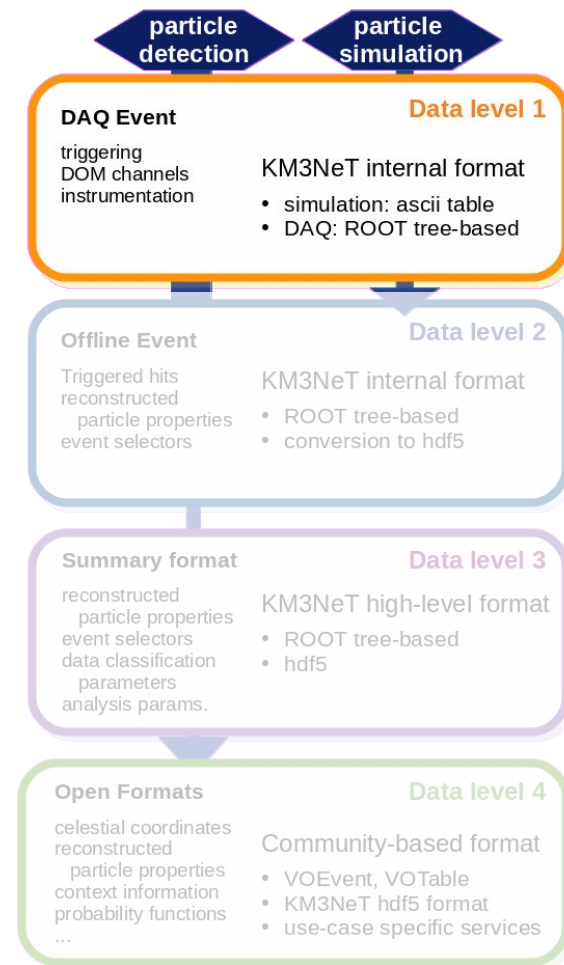 particle
detection
particle
simulation
Data level 1
DAQ Event
triggering
DOM channels
instrumentation
KM3NeT internal format
• simulation: ascii table
• DAQ: ROOT tree-based
Data level 2
Offline Event
Triggered hits
reconstructed
particle properties
event selectors
KM3NeT internal format
• ROOT tree-based
• conversion to hdf5
Data level 3
Summary format
reconstructed
particle properties
event selectors
data classification
parameters
analysis params.
KM3NeT high-level format
• ROOT tree-based
• hdf5
Data level 4
Open Formats
celestial coordinates
reconstructed
particle properties
context information
probability functions
...
Community-based format
• VOEvent, VOTable
• KM3NeT hdf5 format
• use-case specific services